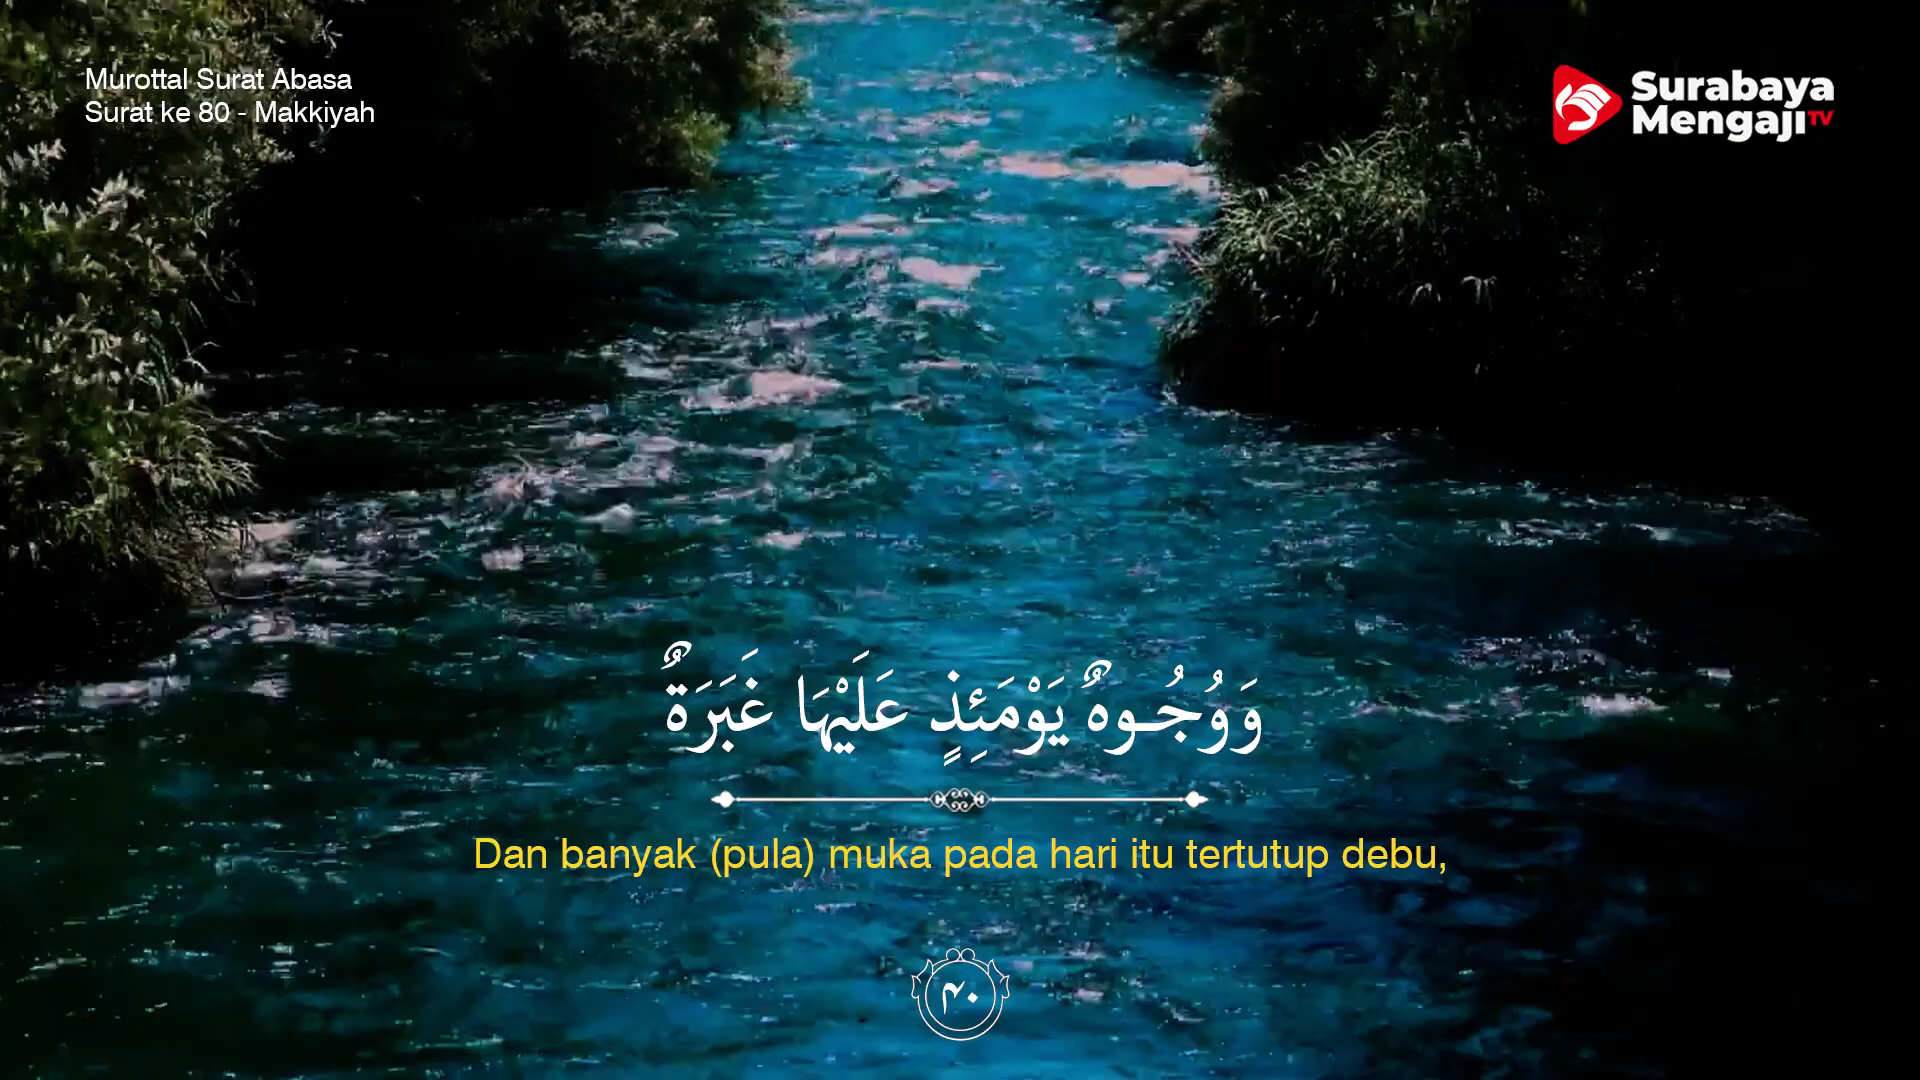 Murottal Surat Abasa
Surat ke 80 - Makkiyah
Surabaya
Mengaji TV
وَوُجُوهٌ يَوْمَئِذٍ عَلَيْهَا غَبَرَةٌ
Dan banyak (pula) muka pada hari itu tertutup debu,
۴۰